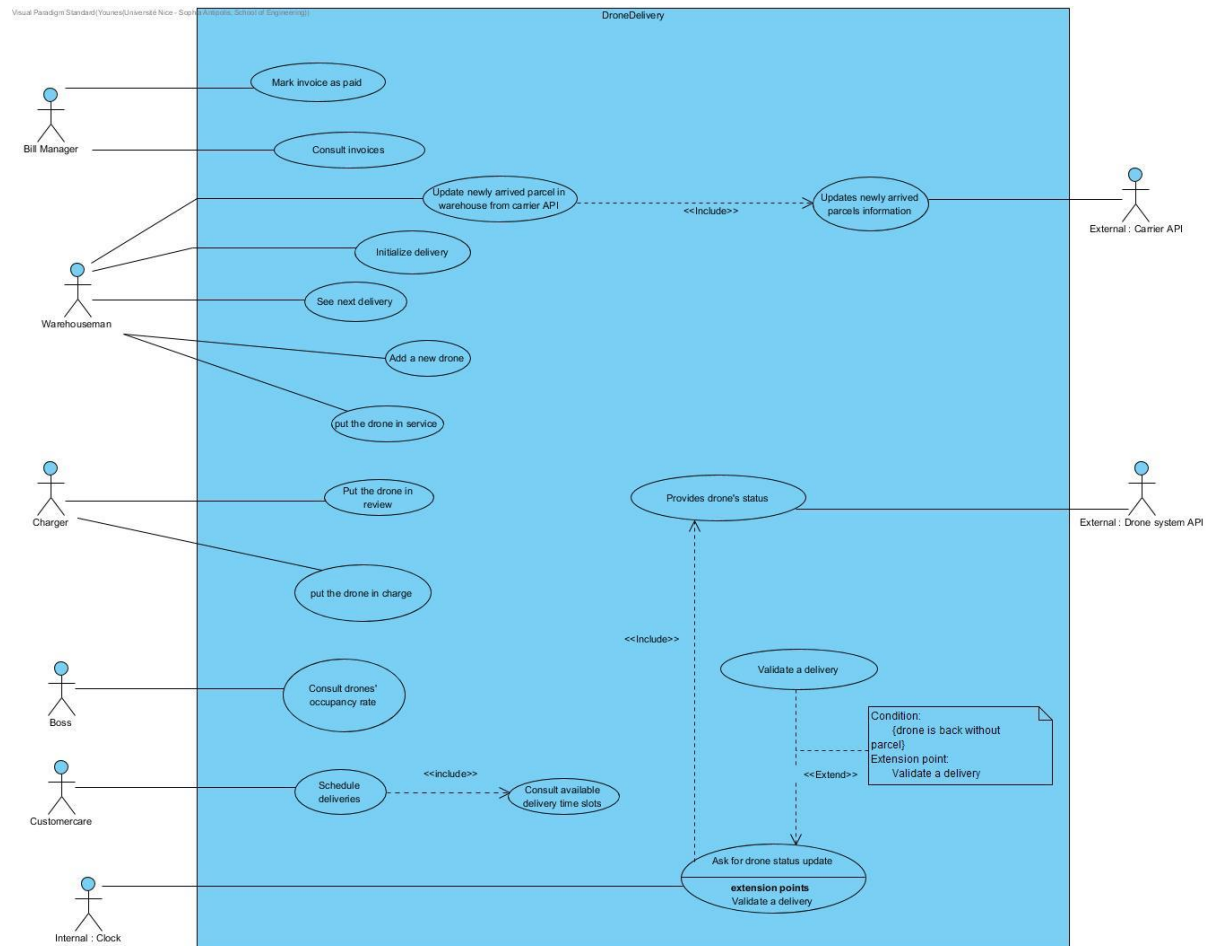 Visual Paradigm Standard(Younes(Université Nice - Sophia Antipolis, School of Engineering))
DroneDelivery
Mark invoice as paid
Bill Manager
Consult invoices
Update newly arrived parcel in
warehouse from carrier API
<<Include>>
Updates newly arrived
parcels information
External : Carrier API
Initialize delivery
See next delivery
Warehouseman
Add a new drone
put the drone in service
Put the drone in
review
Charger
Provides drone's status
External : Drone system API
put the drone in charge
<<Include>>
Validate a delivery
Consult drones'
occupancy rate
Boss
Condition:
{drone is back without
parcel}
Extension point:
Validate a delivery
<<Extend>>
<<include>>
Schedule
deliveries
Consult available
delivery time slots
Customercare
Ask for drone status update
extension points
Validate a delivery
Internal : Clock